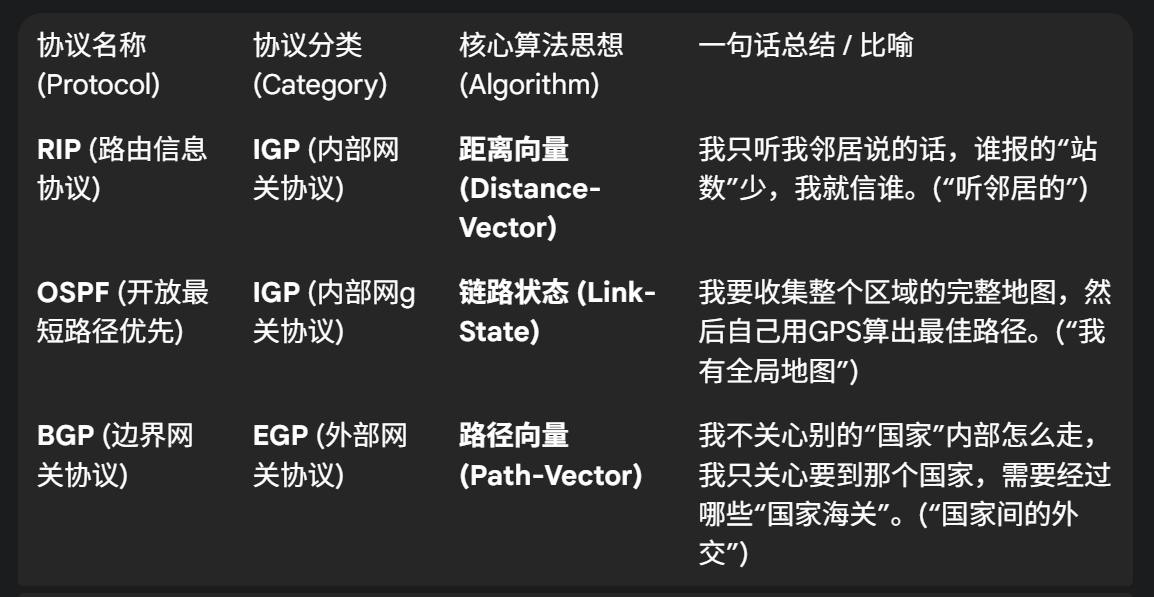 协议名称 (Protocol) 协议分类 (Category) 核心算法思想 (Algorithm) 一句话总结 / 比喻
RIP (路由信息协议) IGP (内部网关协议) 距离向量 (Distance-Vector) 我只听我邻居说的话，谁报的“站数”少，我就信谁。(“听邻居的”)
OSPF (开放最短路径优先) IGP (内部网g关协议) 链路状态 (Link-State) 我要收集整个区域的完整地图，然后自己用GPS算出最佳路径。(“我有全局地图”)
BGP (边界网关协议) EGP (外部网关协议) 路径向量 (Path-Vector) 我不关心别的“国家”内部怎么走，我只关心要到那个国家，需要经过哪些“国家海关”。(“国家间的外交”)